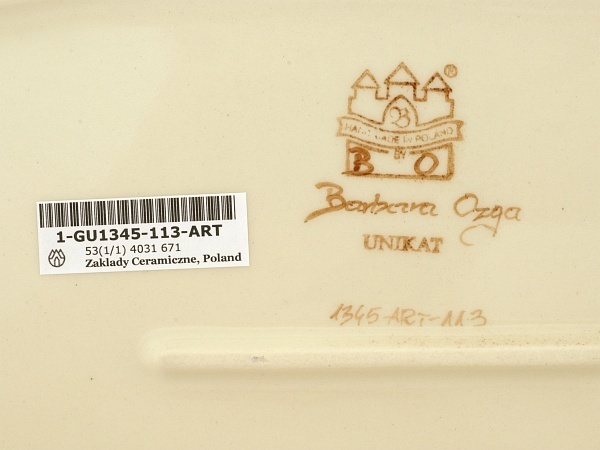 ®
B
HAND MADE IN POLAND
BY
B O
Barbara Ozga
UNIKAT
1-GU1345-113-ART
53(1/1) 4031 671
Zakłady Ceramiczne, Poland
1345-ART-113